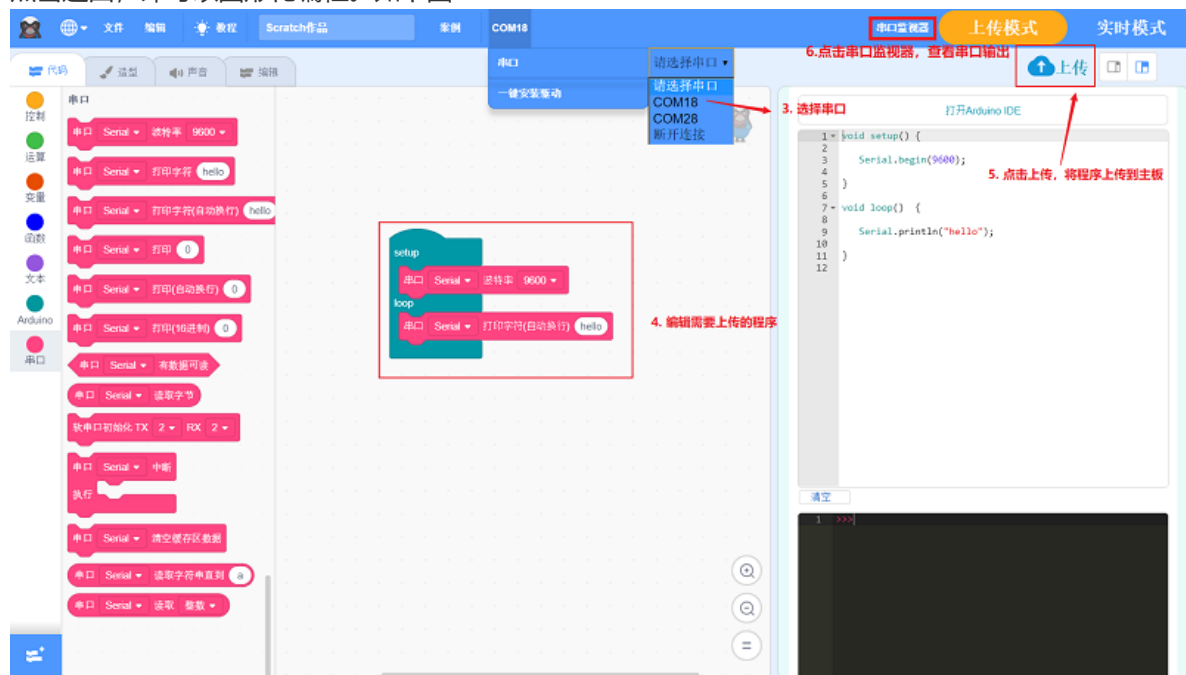 文件 编辑 教程 Scratch作品 案例 COM18 串口监视器 上传模式 实时模式
6.点击串口监视器，查看串口输出
代码 造型 声音 编辑
串口 请选择串口
上传
请选择串口
一键安装驱动
COM18
3. 选择串口
COM28
断开连接
打开Arduino IDE
控制
运算
变量
函数
文本
Arduino
串口
串口
串口 Serial 波特率 9600
串口 Serial 打印字符 hello
串口 Serial 打印字符(自动换行) hello
串口 Serial 打印 0
串口 Serial 打印(自动换行) 0
串口 Serial 打印(16进制) 0
串口 Serial 有数据可读
串口 Serial 读取字节
软串口初始化 TX 2 RX 2
串口 Serial 中断
执行
串口 Serial 清空缓存区数据
串口 Serial 读取字符串直到 a
串口 Serial 读取 整数
setup
串口 Serial 波特率 9600
loop
串口 Serial 打印字符(自动换行) hello
4. 编辑需要上传的程序
1 void setup() {
2
3 Serial.begin(9600);
4
5 }
6
7 void loop() {
8
9 Serial.println("hello");
10
11 }
12
5. 点击上传，将程序上传到主板
清空
1 >>>